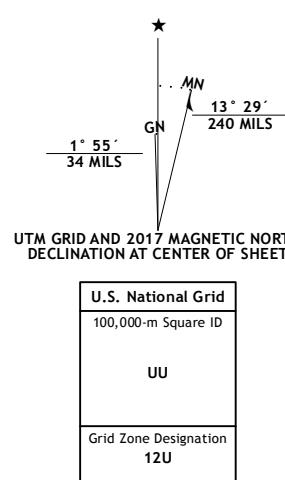 ★
MN
GN
13° 29´
240 MILS
1° 55´
34 MILS
UTM GRID AND 2017 MAGNETIC NORT
DECLINATION AT CENTER OF SHEET
U.S. National Grid
100,000-m Square ID
UU
Grid Zone Designation
12U